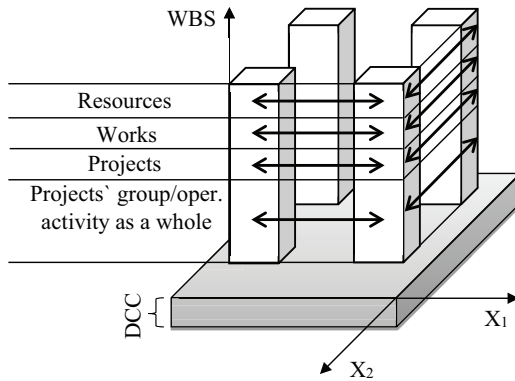 WBS
Resources
Works
Projects
Projects` group/oper.
activity as a whole
DCC
X1
X2